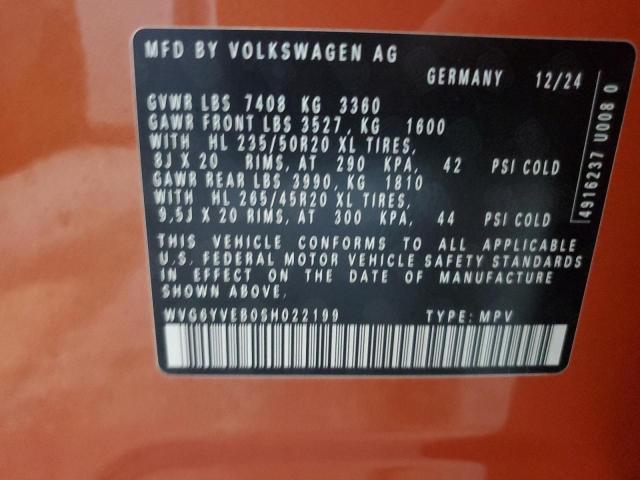 MFD BY VOLKSWAGEN AG
GERMANY 12/24
GVWR LBS 7408 KG 3360
GAWR FRONT LBS 3527, KG 1600
WITH HL 235/50R20 XL TIRES,
8J X 20 RIMS, AT 290 KPA, 42 PSI COLD
GAWR REAR LBS 3990, KG 1810
WITH HL 265/45R20 XL TIRES,
9.5J X 20 RIMS, AT 300 KPA, 44 PSI COLD
THIS VEHICLE CONFORMS TO ALL APPLICABLE
U.S. FEDERAL MOTOR VEHICLE SAFETY STANDARDS
IN EFFECT ON THE DATE OF MANUFACTURE
SHOWN ABOVE.
WVG6YVEB0SH022199 TYPE: MPV
4916237 U008 0